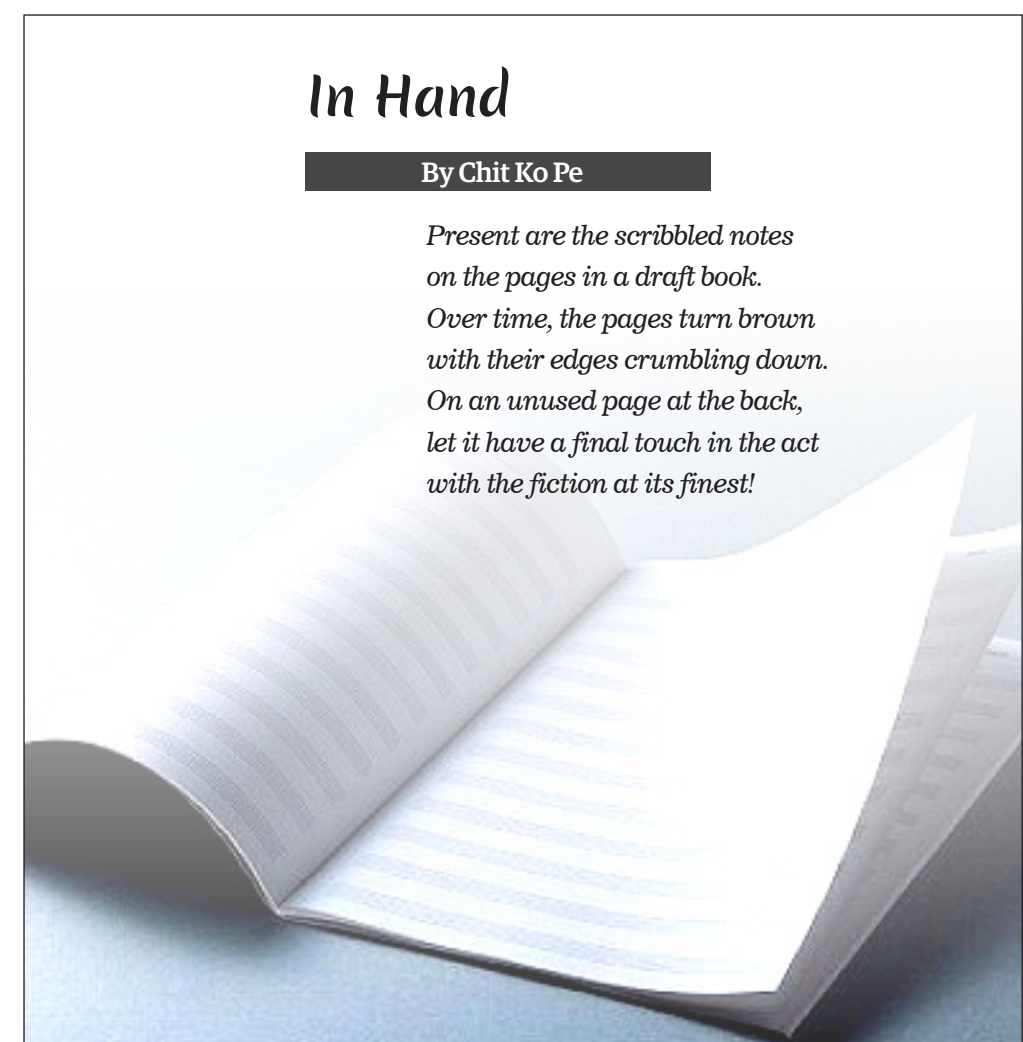 In Hand
By Chit Ko Pe
Present are the scribbled notes
on the pages in a draft book.
Over time, the pages turn brown
with their edges crumbling down.
On an unused page at the back,
let it have a final touch in the act
with the fiction at its finest!